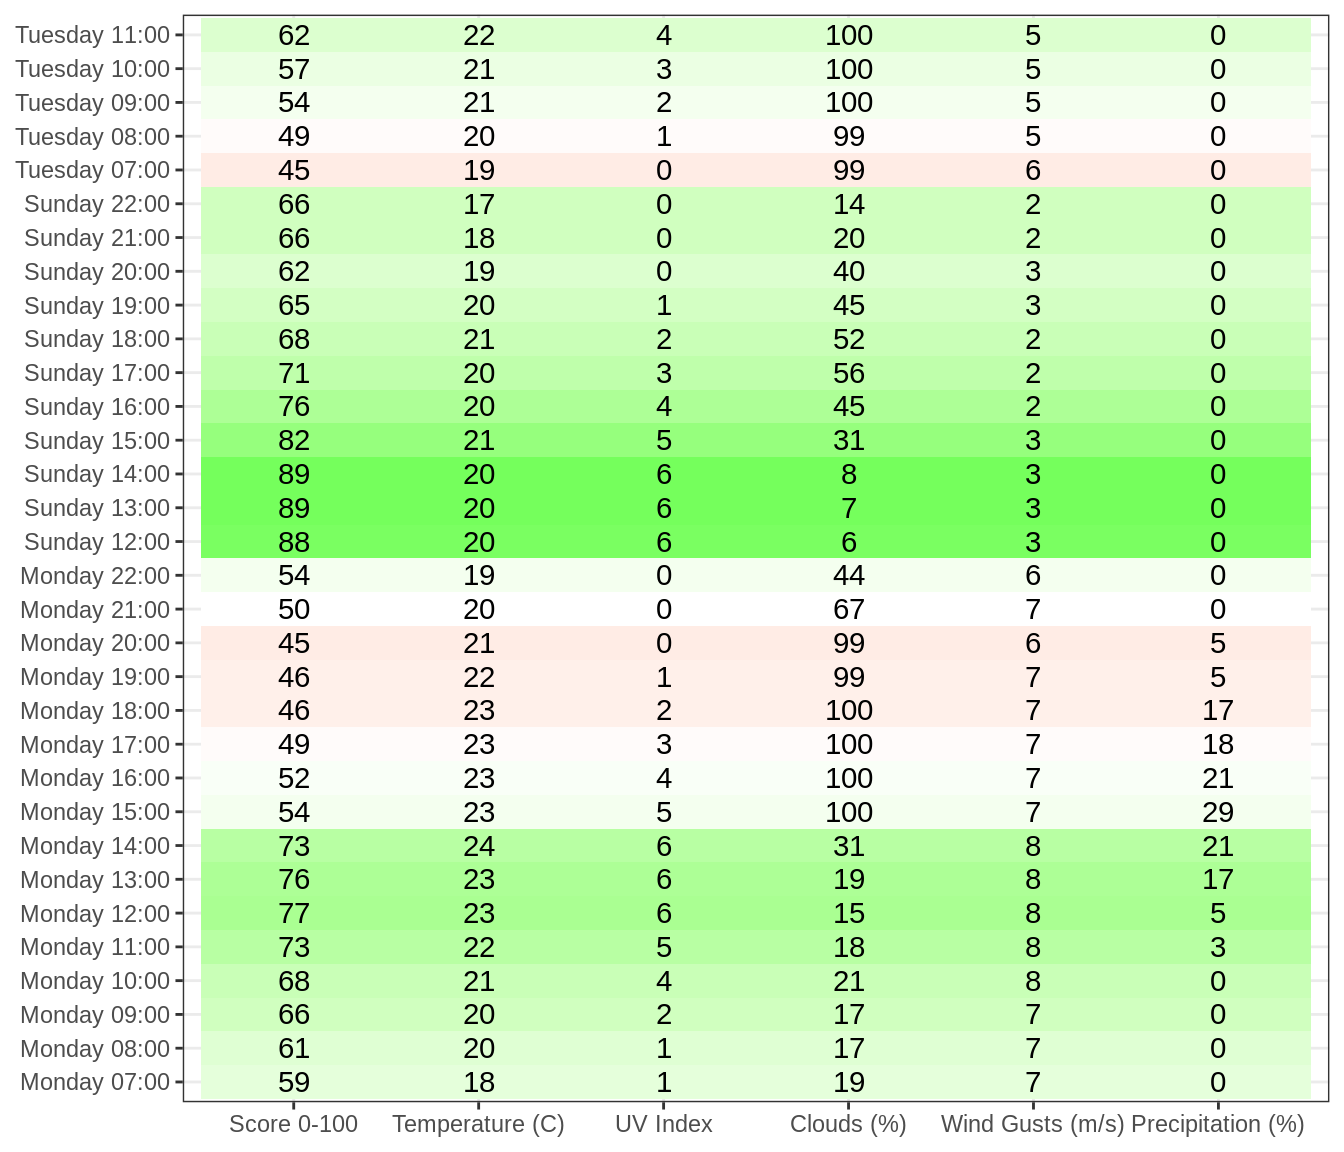 Tuesday 11:00 62 22 4 100 5 0
Tuesday 10:00 57 21 3 100 5 0
Tuesday 09:00 54 21 2 100 5 0
Tuesday 08:00 49 20 1 99 5 0
Tuesday 07:00 45 19 0 99 6 0
Sunday 22:00 66 17 0 14 2 0
Sunday 21:00 66 18 0 20 2 0
Sunday 20:00 62 19 0 40 3 0
Sunday 19:00 65 20 1 45 3 0
Sunday 18:00 68 21 2 52 2 0
Sunday 17:00 71 20 3 56 2 0
Sunday 16:00 76 20 4 45 2 0
Sunday 15:00 82 21 5 31 3 0
Sunday 14:00 89 20 6 8 3 0
Sunday 13:00 89 20 6 7 3 0
Sunday 12:00 88 20 6 6 3 0
Monday 22:00 54 19 0 44 6 0
Monday 21:00 50 20 0 67 7 0
Monday 20:00 45 21 0 99 6 5
Monday 19:00 46 22 1 99 7 5
Monday 18:00 46 23 2 100 7 17
Monday 17:00 49 23 3 100 7 18
Monday 16:00 52 23 4 100 7 21
Monday 15:00 54 23 5 100 7 29
Monday 14:00 73 24 6 31 8 21
Monday 13:00 76 23 6 19 8 17
Monday 12:00 77 23 6 15 8 5
Monday 11:00 73 22 5 18 8 3
Monday 10:00 68 21 4 21 8 0
Monday 09:00 66 20 2 17 7 0
Monday 08:00 61 20 1 17 7 0
Monday 07:00 59 18 1 19 7 0
Score 0-100 Temperature (C) UV Index Clouds (%) Wind Gusts (m/s) Precipitation (%)